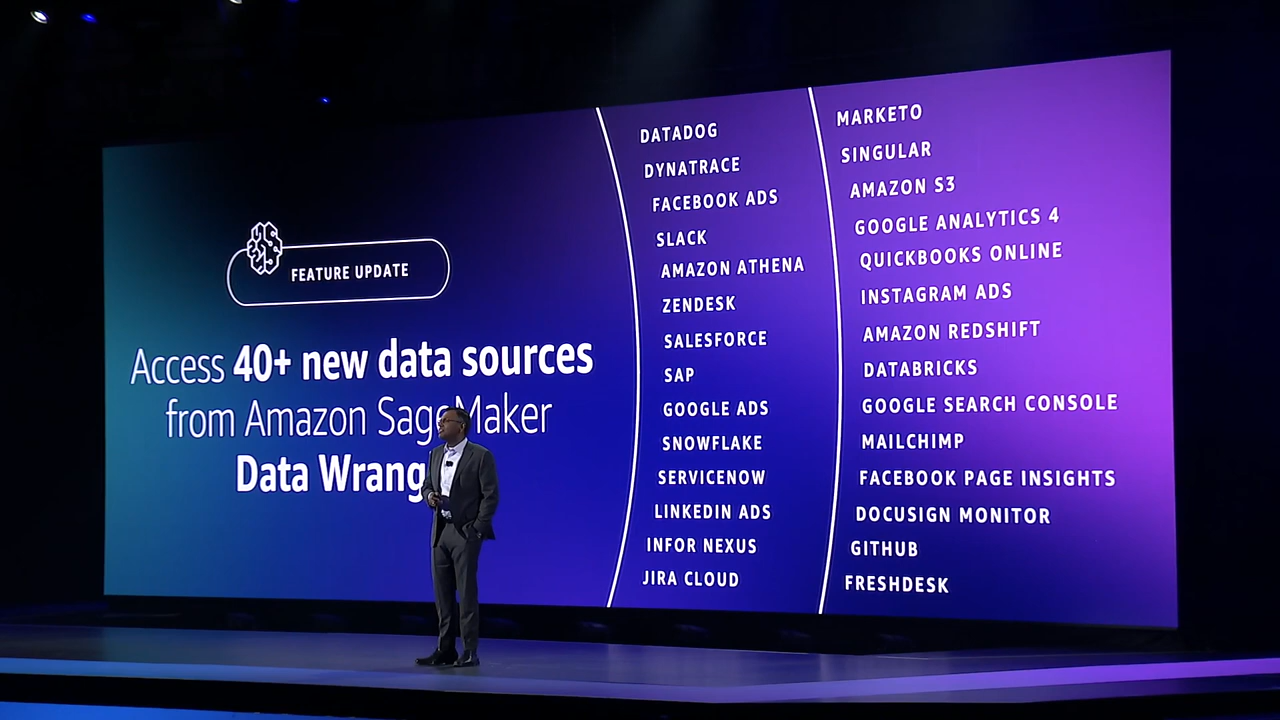 FEATURE UPDATE
Access 40+ new data sources
from Amazon SageMaker
Data Wrang
DATADOG
DYNATRACE
FACEBOOK ADS
SLACK
AMAZON ATHENA
ZENDESK
SALESFORCE
SAP
GOOGLE ADS
SNOWFLAKE
SERVICENOW
LINKEDIN ADS
INFOR NEXUS
JIRA CLOUD
MARKETO
SINGULAR
AMAZON S3
GOOGLE ANALYTICS 4
QUICKBOOKS ONLINE
INSTAGRAM ADS
AMAZON REDSHIFT
DATABRICKS
GOOGLE SEARCH CONSOLE
MAILCHIMP
FACEBOOK PAGE INSIGHTS
DOCUSIGN MONITOR
GITHUB
FRESHDESK